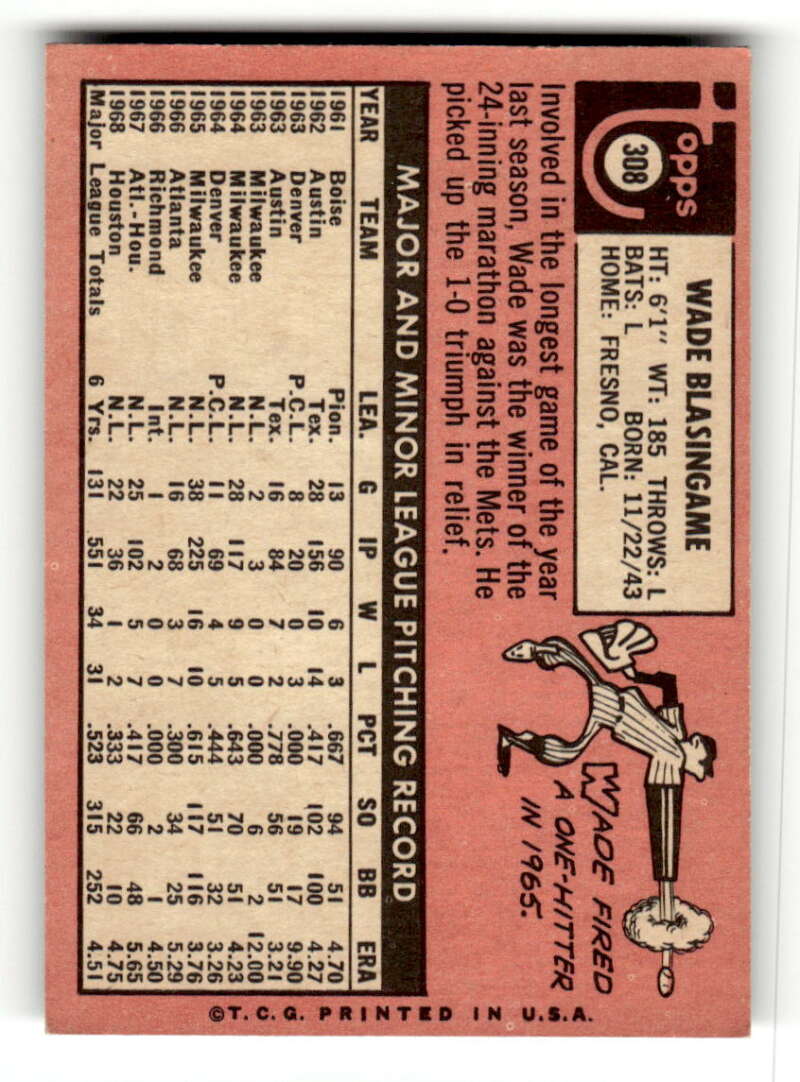 Topps
308
WADE BLASINGAME
HT: 6'1" WT: 185 THROWS: L
BATS: L BORN: 11/22/43
HOME: FRESNO, CAL.
Involved in the longest game of the year
last season, Wade was the winner of the
24-inning marathon against the Mets. He
picked up the 1-0 triumph in relief.
WADE FIRED
A ONE-HITTER
IN 1965.
MAJOR AND MINOR LEAGUE PITCHING RECORD
YEAR TEAM LEA. G IP W L PCT SO BB ERA
1961 Boise Pion. 13 90 6 3 .667 94 51 4.70
1962 Austin Tex. 28 156 10 14 .417 102 100 4.27
1963 Denver P.C.L. 8 20 0 3 .000 19 17 9.90
1963 Austin Tex. 16 84 7 2 .778 56 51 3.21
1963 Milwaukee N.L. 2 3 0 0 .000 6 2 12.00
1964 Milwaukee N.L. 28 117 9 5 .643 70 51 4.23
1964 Denver P.C.L. 11 69 4 5 .444 51 32 3.26
1965 Milwaukee N.L. 38 225 16 10 .615 117 116 3.76
1966 Atlanta N.L. 16 68 3 7 .300 34 25 5.29
1966 Richmond Int. 1 2 0 0 .000 2 1 4.50
1967 Atl.-Hou. N.L. 25 102 5 7 .417 66 48 5.65
1968 Houston N.L. 22 36 1 2 .333 22 10 4.75
Major League Totals 6 Yrs. 131 551 34 31 .523 315 252 4.51
©T.C.G. PRINTED IN U.S.A.